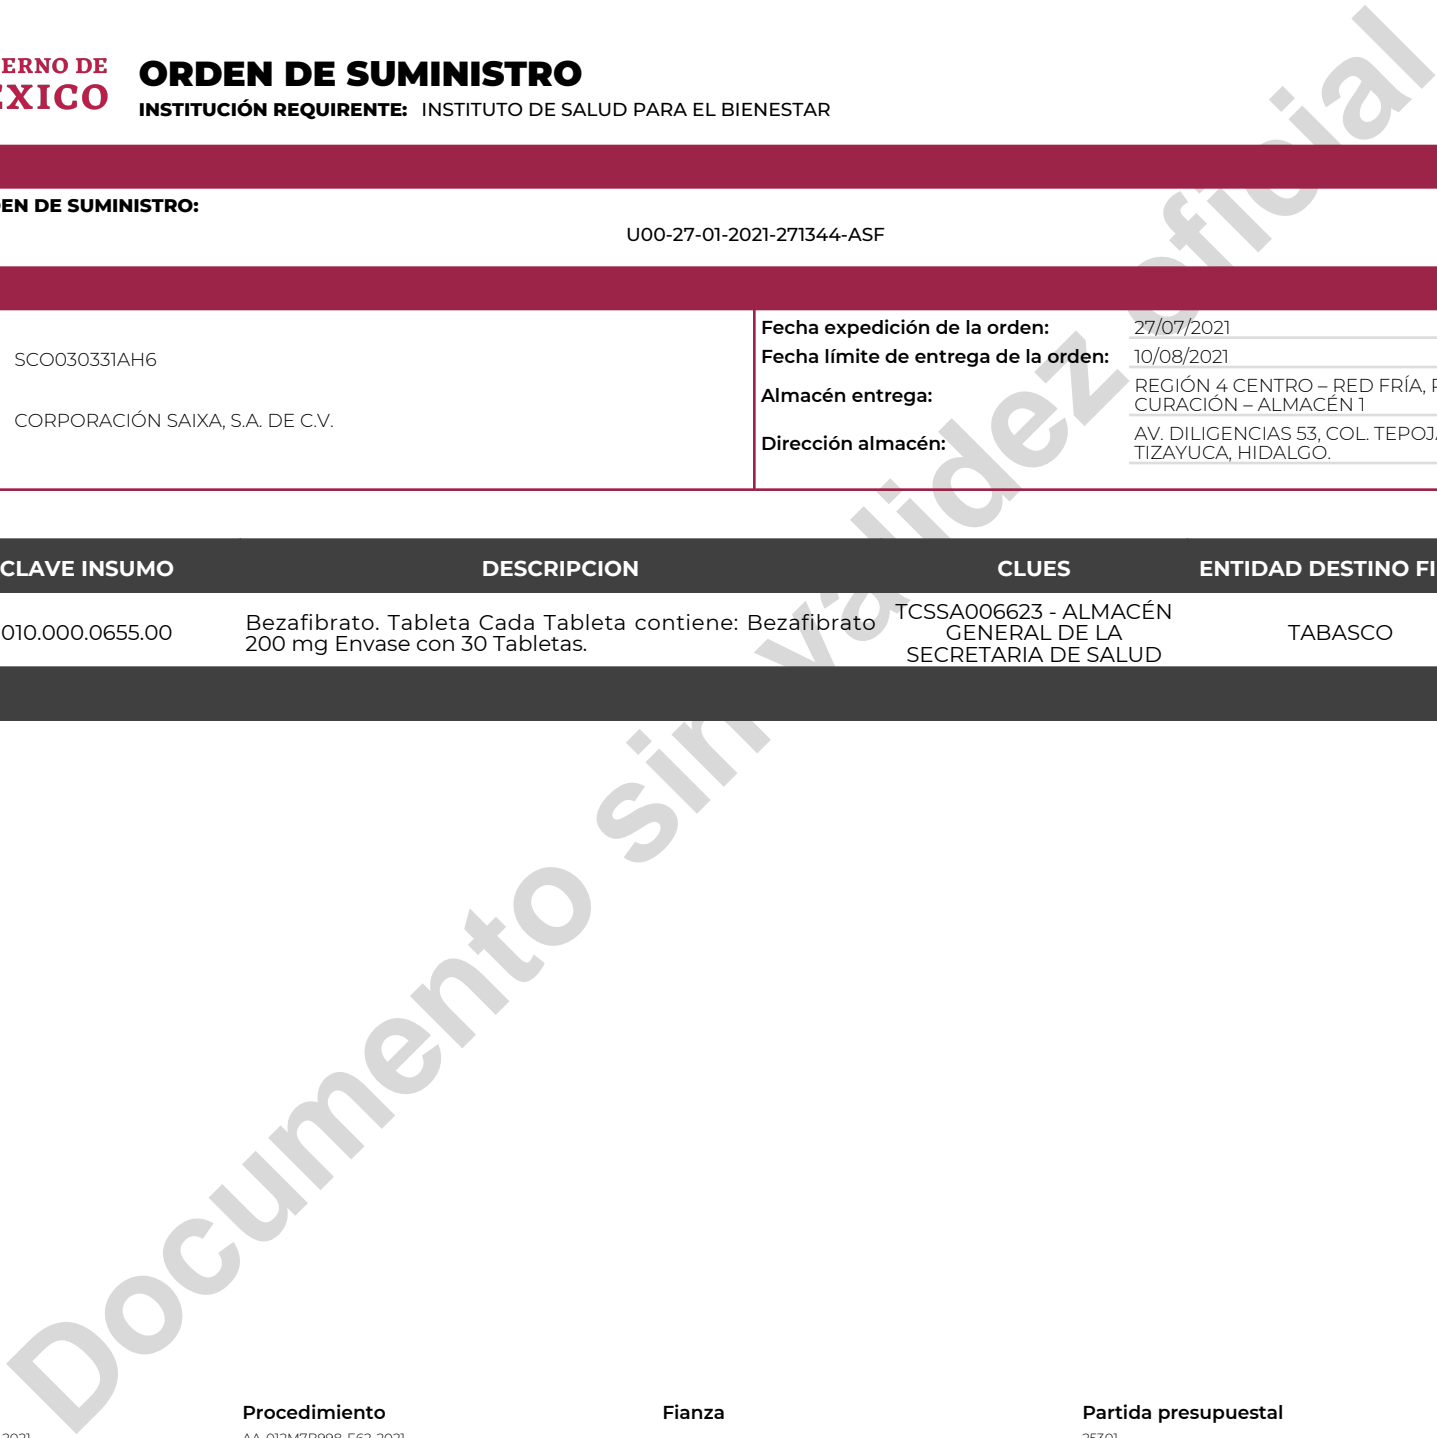 ERNO DE
ÉXICO
ORDEN DE SUMINISTRO
INSTITUCIÓN REQUIRENTE: INSTITUTO DE SALUD PARA EL BIENESTAR
EN DE SUMINISTRO:
U00-27-01-2021-271344-ASF
SCO030331AH6
CORPORACIÓN SAIXA, S.A. DE C.V.
Fecha expedición de la orden: 27/07/2021
Fecha límite de entrega de la orden: 10/08/2021
Almacén entrega: REGIÓN 4 CENTRO – RED FRÍA,
CURACIÓN – ALMACÉN 1
Dirección almacén: AV. DILIGENCIAS 53, COL. TEPOJA
TIZAYUCA, HIDALGO.
CLAVE INSUMO DESCRIPCION CLUES ENTIDAD DESTINO FI
010.000.0655.00
Bezafibrato. Tableta Cada Tableta contiene: Bezafibrato
200 mg Envase con 30 Tabletas.
TCSSA006623 - ALMACÉN
GENERAL DE LA
SECRETARIA DE SALUD
TABASCO
Documento sin validez oficial
Procedimiento Fianza Partida presupuestal